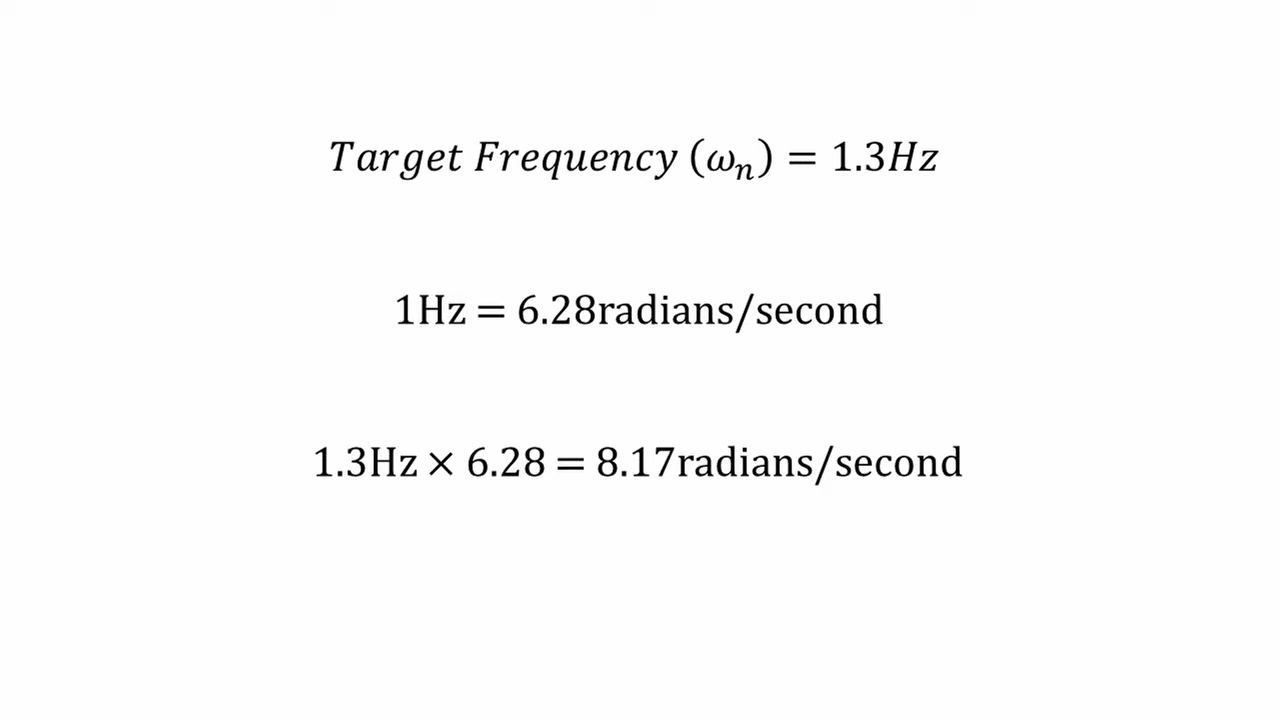 Target Frequency (ωₙ) = 1.3Hz
1Hz = 6.28radians/second
1.3Hz × 6.28 = 8.17radians/second